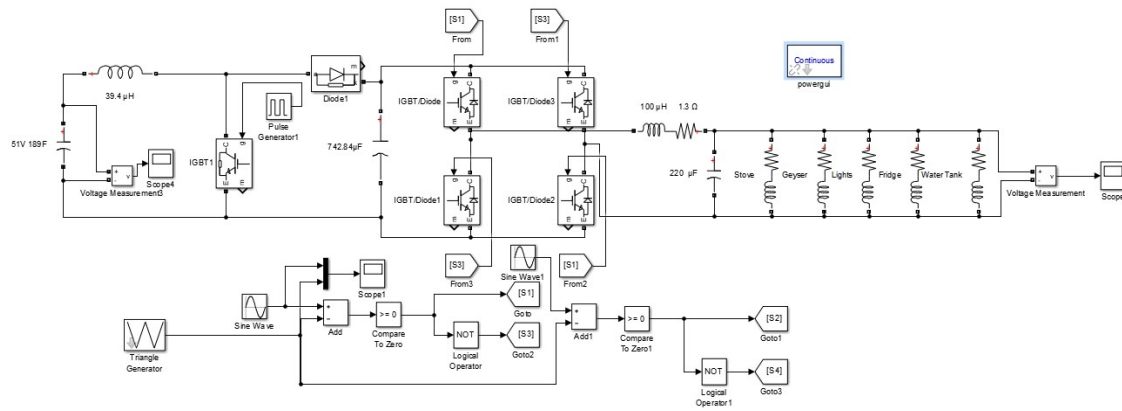 [S1]
From
[S3]
From1
Continuous
powergui
39.4 µH
a
k
m
Diode1
g
C
m
E
IGBT/Diode
g
C
m
E
IGBT/Diode3
Pulse
Generator1
51V 189F
+
-
v
Voltage Measurement3
Scope4
IGBT1
g
C
m
E
742.84µF
100 µH
1.3 Ω
220 µF
Stove
Geyser
Lights
Fridge
Water Tank
+
-
v
Voltage Measurement
Scope
g
C
m
E
IGBT/Diode1
g
C
m
E
IGBT/Diode2
[S3]
From3
[S1]
From2
Sine Wave1
Scope1
Sine Wave
+
−
Add
>= 0
Compare
To Zero
[S1]
Goto
NOT
Logical
Operator
[S3]
Goto2
+
−
Add1
>= 0
Compare
To Zero1
[S2]
Goto1
NOT
Logical
Operator1
[S4]
Goto3
Triangle
Generator